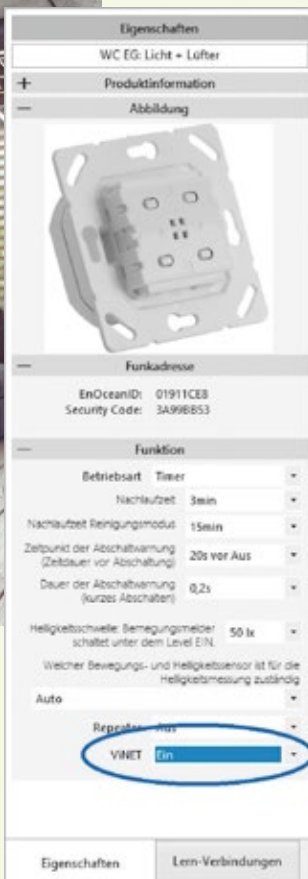 Eigenschaften
WC EG: Licht + Lüfter
+ Produktinformation
— Abbildung
— Funkadresse
EnOceanID: 01911CE8
Security Code: 3A99BB53
— Funktion
Betriebsart Timer
Nachlaufzeit 3min
Nachlaufzeit Reinigungsmodus 15min
Zeitpunkt der Abschaltwarnung
(Zeitdauer vor Abschaltung) 20s vor Aus
Dauer der Abschaltwarnung
(kurzes Abschalten) 0,2s
Helligkeitsschwelle: Bemegungsmelder
schaltet unter dem Level EIN. 50 lx
Welcher Bewegungs- und Helligkeitssensor ist für die
Helligkeitsmessung zuständig
Auto
Repeater Aus
ViNET Ein
Eigenschaften Lern-Verbindungen